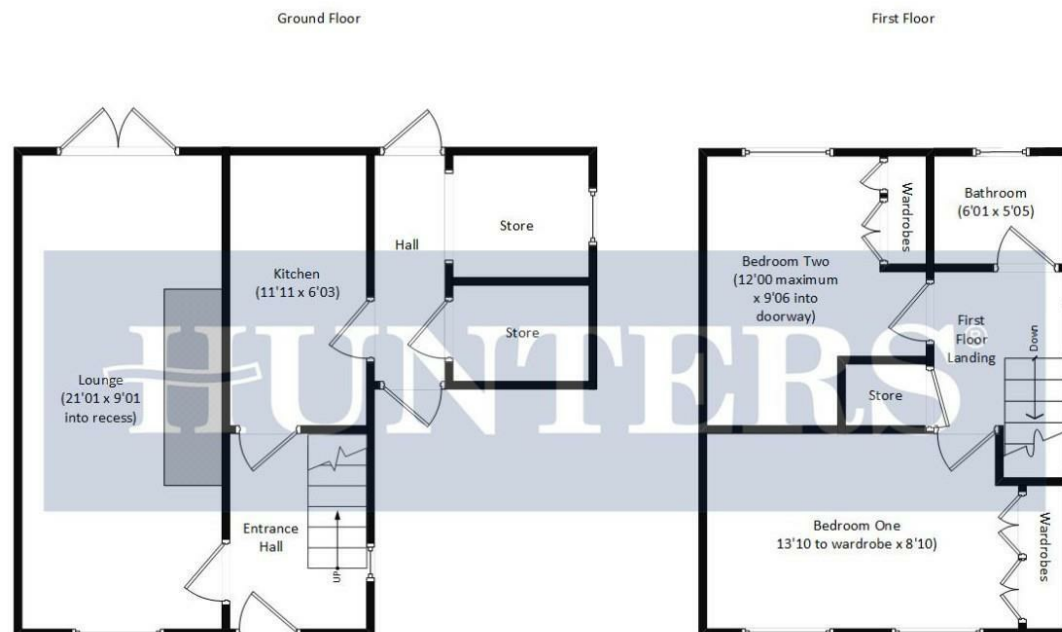 Ground Floor
First Floor
Lounge
(21'01 x 9'01
into recess)
Kitchen
(11'11 x 6'03)
Hall
Store
Store
Entrance
Hall
UP
Bedroom Two
(12'00 maximum
x 9'06 into
doorway)
Wardrobes
Bathroom
(6'01 x 5'05)
First
Floor
Landing
Down
Store
Bedroom One
13'10 to wardrobe x 8'10)
Wardrobes
HUNTERS®